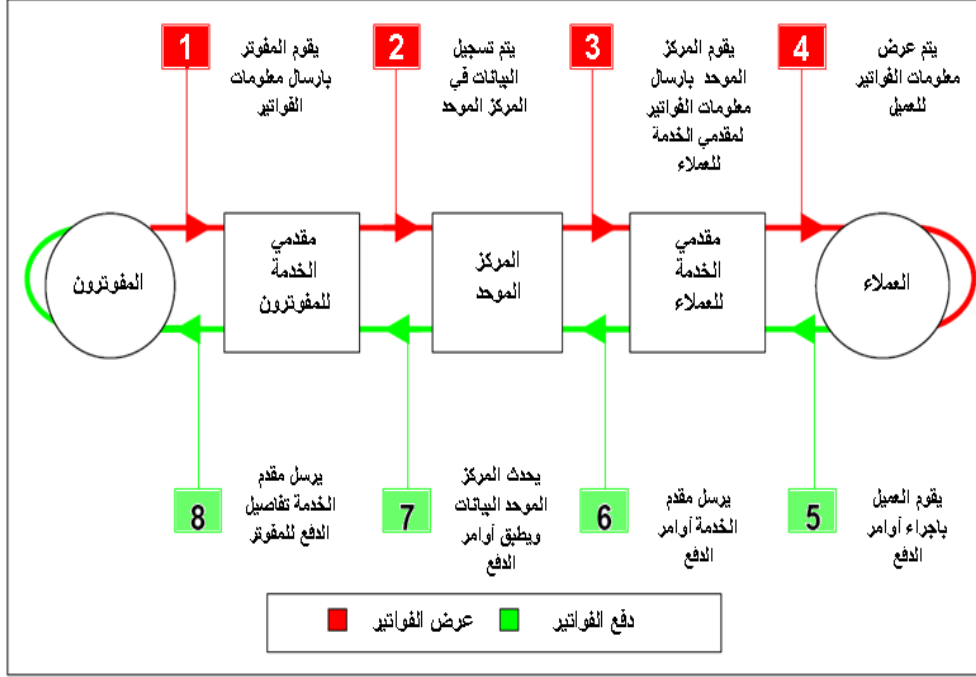 1
يقوم المفوتر
بارسال معلومات
الفواتير
2
يتم تسجيل
البيانات في
المركز الموحد
3
يقوم المركز
الموحد بارسال
معلومات الفواتير
لمقدمي الخدمة
للعملاء
4
يتم عرض
معلومات الفواتير
للعميل
المفوترون
مقدمي
الخدمة
للمفوترون
المركز
الموحد
مقدمي
الخدمة
للعملاء
العملاء
8
يرسل مقدم
الخدمة تفاصيل
الدفع للمفوتر
7
يحدث المركز
الموحد البيانات
ويطبق أوامر
الدفع
6
يرسل مقدم
الخدمة أوامر
الدفع
5
يقوم العميل
باجراء أوامر
الدفع
عرض الفواتير
دفع الفواتير